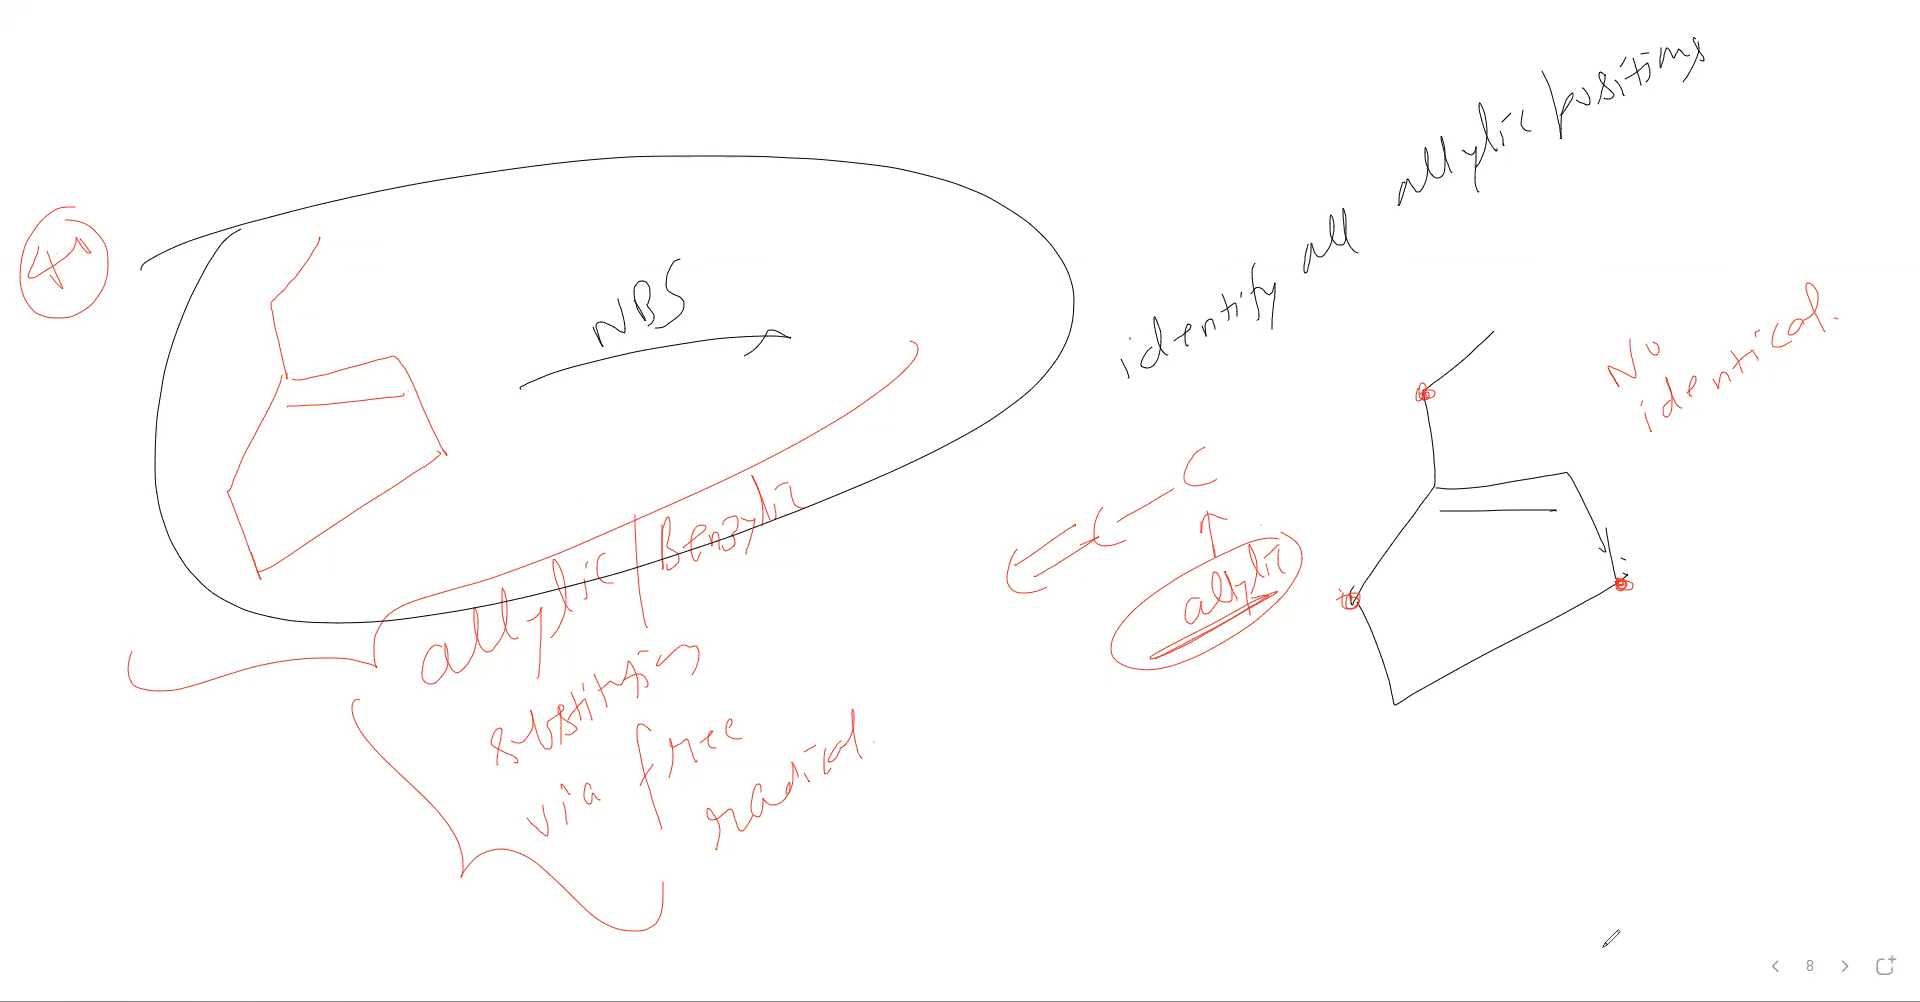 identify all allylic positions
4°
NBS
No
identical.
C=C-C
allylic
allylic | Benzylic
substitution
via free
radical.
8